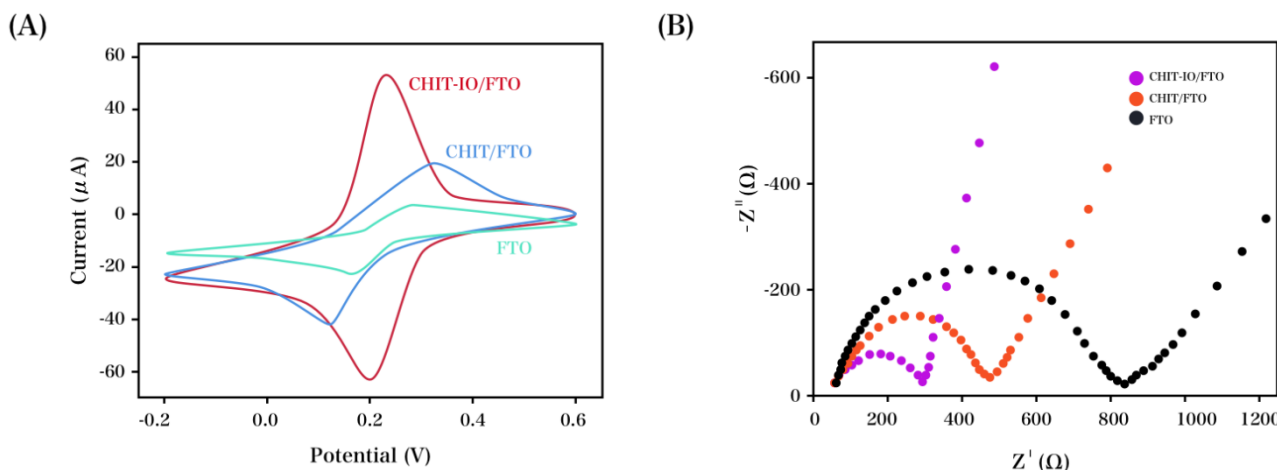 (A)
60
40
20
0
-20
-40
-60
-0.2
0.0
0.2
0.4
0.6
Current (μ A)
Potential (V)
CHIT-IO/FTO
CHIT/FTO
FTO
(B)
-600
-400
-200
0
0
200
400
600
800
1000
1200
-Z" (Ω)
Z' (Ω)
CHIT-IO/FTO
CHIT/FTO
FTO